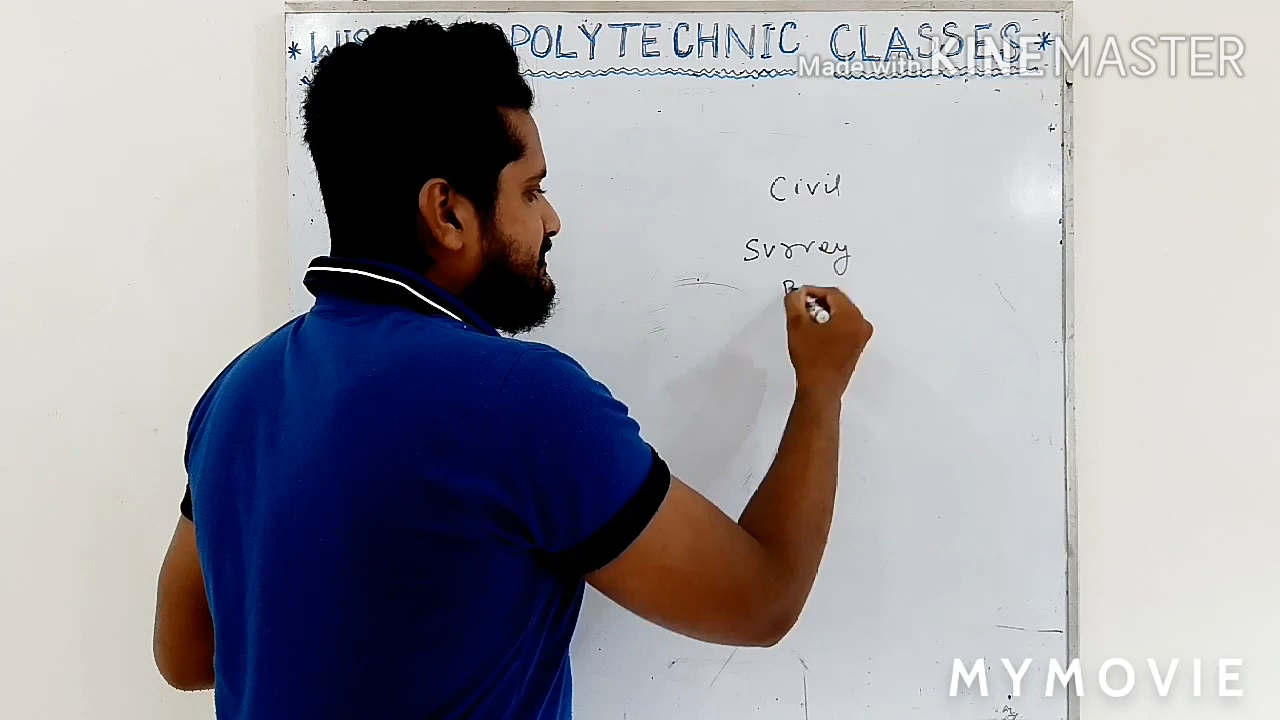 * POLYTECHNIC CLASSES *
Made with KINEMASTER
Civil
Survey
MYMOVIE